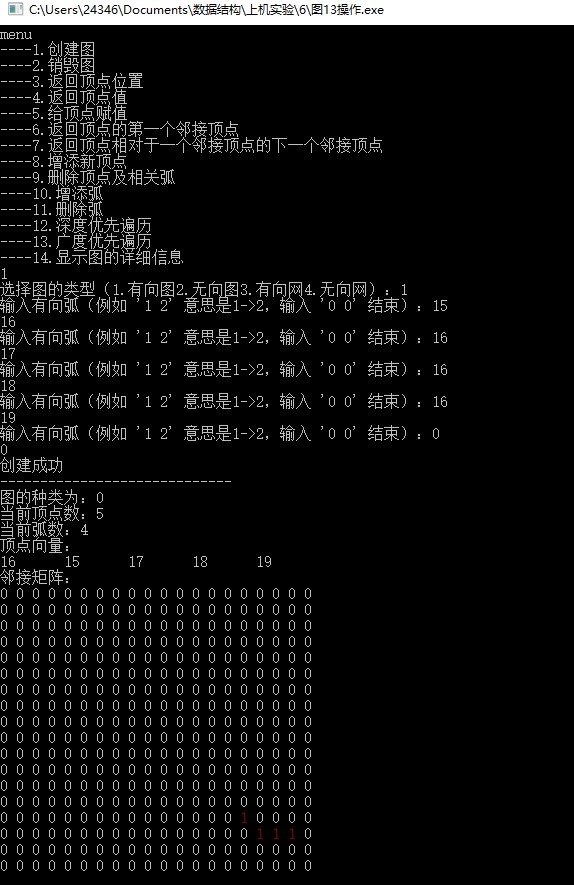 C:\Users\24346\Documents\数据结构\上机实验\6\图13操作.exe
menu
----1.创建图
----2.销毁图
----3.返回顶点位置
----4.返回顶点值
----5.给顶点赋值
----6.返回顶点的第一个邻接顶点
----7.返回顶点相对于一个邻接顶点的下一个邻接顶点
----8.增添新顶点
----9.删除顶点及相关弧
----10.增添弧
----11.删除弧
----12.深度优先遍历
----13.广度优先遍历
----14.显示图的详细信息
1
选择图的类型（1.有向图2.无向图3.有向网4.无向网）：1
输入有向弧（例如 '1 2' 意思是1->2，输入 '0 0' 结束）：15
16
输入有向弧（例如 '1 2' 意思是1->2，输入 '0 0' 结束）：16
17
输入有向弧（例如 '1 2' 意思是1->2，输入 '0 0' 结束）：16
18
输入有向弧（例如 '1 2' 意思是1->2，输入 '0 0' 结束）：16
19
输入有向弧（例如 '1 2' 意思是1->2，输入 '0 0' 结束）：0
0
创建成功
-----------------------------
图的种类为：0
当前顶点数：5
当前弧数：4
顶点向量：
16 15 17 18 19
邻接矩阵：
0 0 0 0 0 0 0 0 0 0 0 0 0 0 0 0 0 0 0 0
0 0 0 0 0 0 0 0 0 0 0 0 0 0 0 0 0 0 0 0
0 0 0 0 0 0 0 0 0 0 0 0 0 0 0 0 0 0 0 0
0 0 0 0 0 0 0 0 0 0 0 0 0 0 0 0 0 0 0 0
0 0 0 0 0 0 0 0 0 0 0 0 0 0 0 0 0 0 0 0
0 0 0 0 0 0 0 0 0 0 0 0 0 0 0 0 0 0 0 0
0 0 0 0 0 0 0 0 0 0 0 0 0 0 0 0 0 0 0 0
0 0 0 0 0 0 0 0 0 0 0 0 0 0 0 0 0 0 0 0
0 0 0 0 0 0 0 0 0 0 0 0 0 0 0 0 0 0 0 0
0 0 0 0 0 0 0 0 0 0 0 0 0 0 0 0 0 0 0 0
0 0 0 0 0 0 0 0 0 0 0 0 0 0 0 0 0 0 0 0
0 0 0 0 0 0 0 0 0 0 0 0 0 0 0 0 0 0 0 0
0 0 0 0 0 0 0 0 0 0 0 0 0 0 0 0 0 0 0 0
0 0 0 0 0 0 0 0 0 0 0 0 0 0 0 0 0 0 0 0
0 0 0 0 0 0 0 0 0 0 0 0 0 0 0 1 0 0 0 0
0 0 0 0 0 0 0 0 0 0 0 0 0 0 0 0 1 1 1 0
0 0 0 0 0 0 0 0 0 0 0 0 0 0 0 0 0 0 0 0
0 0 0 0 0 0 0 0 0 0 0 0 0 0 0 0 0 0 0 0